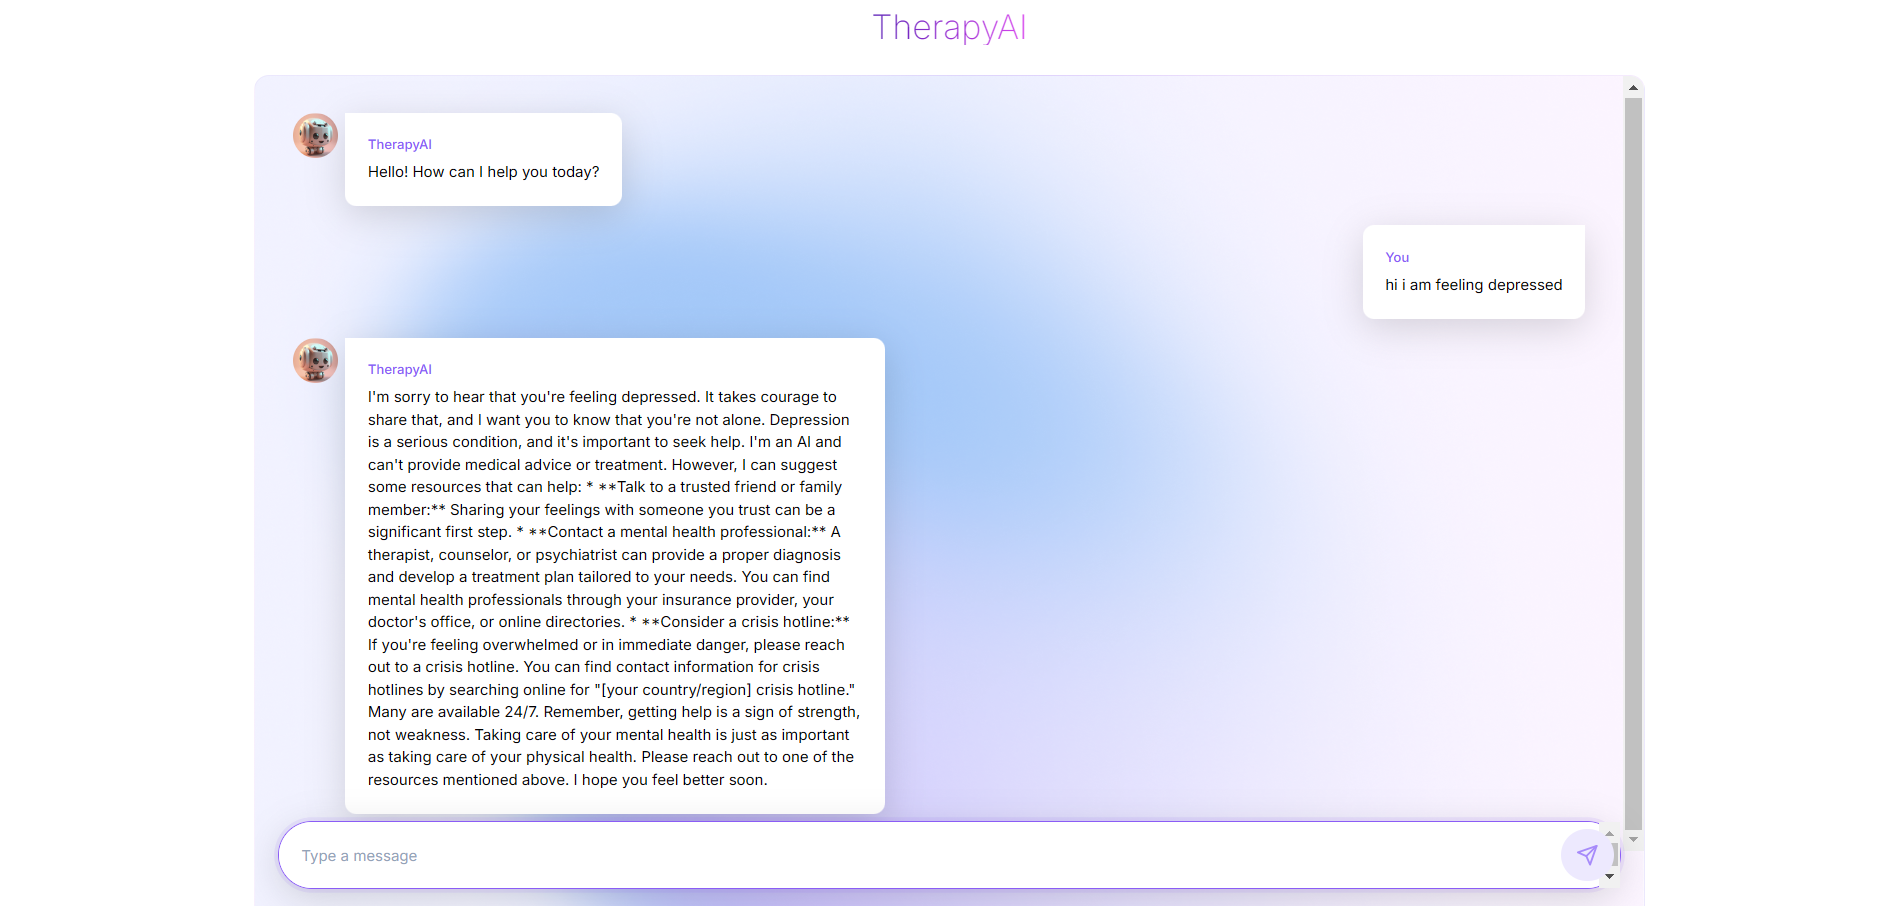 TherapyAI
TherapyAI
Hello! How can I help you today?
You
hi i am feeling depressed
TherapyAI
I'm sorry to hear that you're feeling depressed. It takes courage to
share that, and I want you to know that you're not alone. Depression
is a serious condition, and it's important to seek help. I'm an AI and
can't provide medical advice or treatment. However, I can suggest
some resources that can help: * **Talk to a trusted friend or family
member:** Sharing your feelings with someone you trust can be a
significant first step. * **Contact a mental health professional:** A
therapist, counselor, or psychiatrist can provide a proper diagnosis
and develop a treatment plan tailored to your needs. You can find
mental health professionals through your insurance provider, your
doctor's office, or online directories. * **Consider a crisis hotline:**
If you're feeling overwhelmed or in immediate danger, please reach
out to a crisis hotline. You can find contact information for crisis
hotlines by searching online for "[your country/region] crisis hotline."
Many are available 24/7. Remember, getting help is a sign of strength,
not weakness. Taking care of your mental health is just as important
as taking care of your physical health. Please reach out to one of the
resources mentioned above. I hope you feel better soon.
Type a message